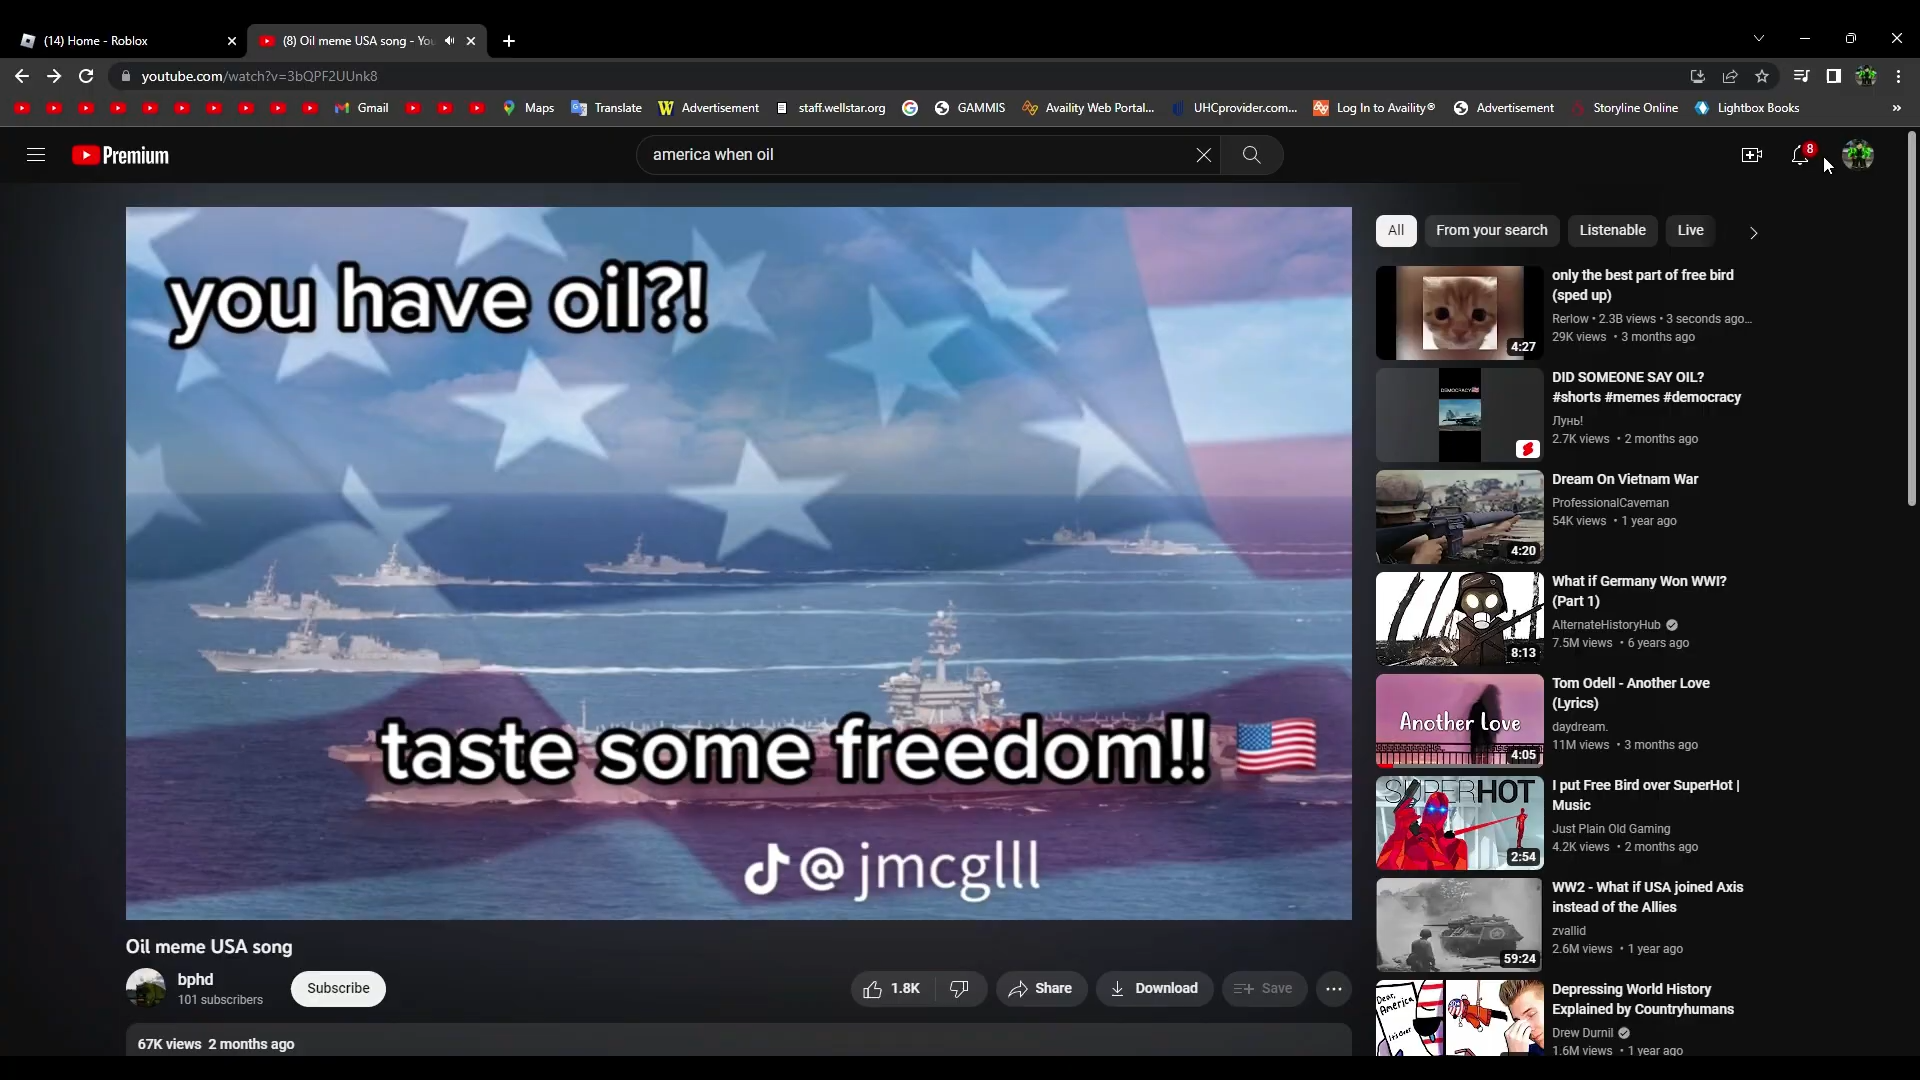 (14) Home - Roblox
(8) Oil meme USA song - You
youtube.com/watch?v=3bQPF2UUnk8
Gmail
Maps
Translate
Advertisement
staff.wellstar.org
GAMMIS
Availity Web Portal...
UHCprovider.com...
Log In to Availity®
Advertisement
Storyline Online
Lightbox Books
»
Premium
america when oil
8
you have oil?!
taste some freedom!! 🇺🇸
@jmcglll
Oil meme USA song
bphd
101 subscribers
Subscribe
1.8K
Share
Download
Save
67K views 2 months ago
All
From your search
Listenable
Live
only the best part of free bird
(sped up)
Rerlow • 2.3B views • 3 seconds ago...
29K views • 3 months ago
4:27
DEMOCRACY
DID SOMEONE SAY OIL?
#shorts #memes #democracy
Лунь!
2.7K views • 2 months ago
Dream On Vietnam War
ProfessionalCaveman
54K views • 1 year ago
4:20
What if Germany Won WWI?
(Part 1)
AlternateHistoryHub
7.5M views • 6 years ago
8:13
Another Love
Tom Odell - Another Love
(Lyrics)
daydream.
11M views • 3 months ago
4:05
SUPERHOT
I put Free Bird over SuperHot |
Music
Just Plain Old Gaming
4.2K views • 2 months ago
2:54
WW2 - What if USA joined Axis
instead of the Allies
zvallid
2.6M views • 1 year ago
59:24
Dear,
America
It's Over
Depressing World History
Explained by Countryhumans
Drew Durnil
1.6M views • 1 year ago